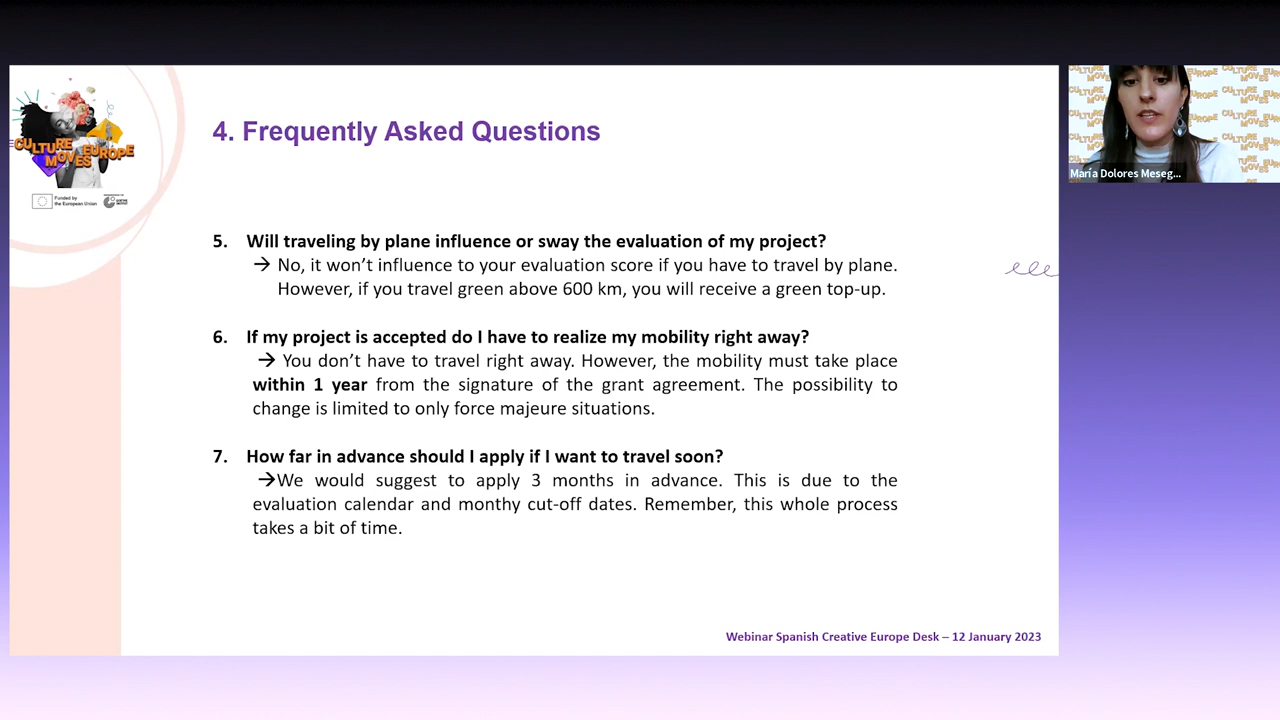 4. Frequently Asked Questions
CULTURE
MOVES
EUROPE
Funded by
the European Union
GOETHE
INSTITUT
María Dolores Meseg...
5. Will traveling by plane influence or sway the evaluation of my project?
→ No, it won't influence to your evaluation score if you have to travel by plane.
However, if you travel green above 600 km, you will receive a green top-up.
6. If my project is accepted do I have to realize my mobility right away?
→ You don't have to travel right away. However, the mobility must take place
within 1 year from the signature of the grant agreement. The possibility to
change is limited to only force majeure situations.
7. How far in advance should I apply if I want to travel soon?
→We would suggest to apply 3 months in advance. This is due to the
evaluation calendar and monthy cut-off dates. Remember, this whole process
takes a bit of time.
Webinar Spanish Creative Europe Desk – 12 January 2023